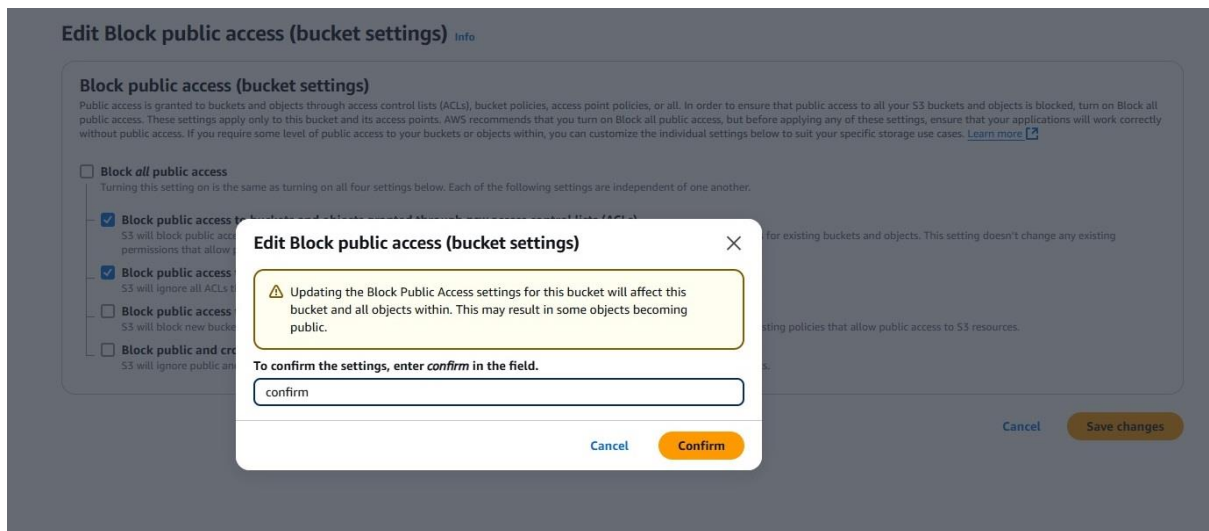 Edit Block public access (bucket settings) Info
Block public access (bucket settings)
Public access is granted to buckets and objects through access control lists (ACLs), bucket policies, access point policies, or all. In order to ensure that public access to all your S3 buckets and objects is blocked, turn on Block all
public access. These settings apply only to this bucket and its access points. AWS recommends that you turn on Block all public access, but before applying any of these settings, ensure that your applications will work correctly
without public access. If you require some level of public access to your buckets or objects within, you can customize the individual settings below to suit your specific storage use cases. Learn more
Block all public access
Turning this setting on is the same as turning on all four settings below. Each of the following settings are independent of one another.
Block public access
S3 will block public for existing buckets and objects. This setting doesn't change any existing
permissions that allow
Block public access
S3 will ignore all ACLs
Block public access
S3 will block new sting policies that allow public access to S3 resources.
Block public and
S3 will ignore public
Edit Block public access (bucket settings)
Updating the Block Public Access settings for this bucket will affect this
bucket and all objects within. This may result in some objects becoming
public.
To confirm the settings, enter confirm in the field.
confirm
Cancel Confirm
Cancel Save changes